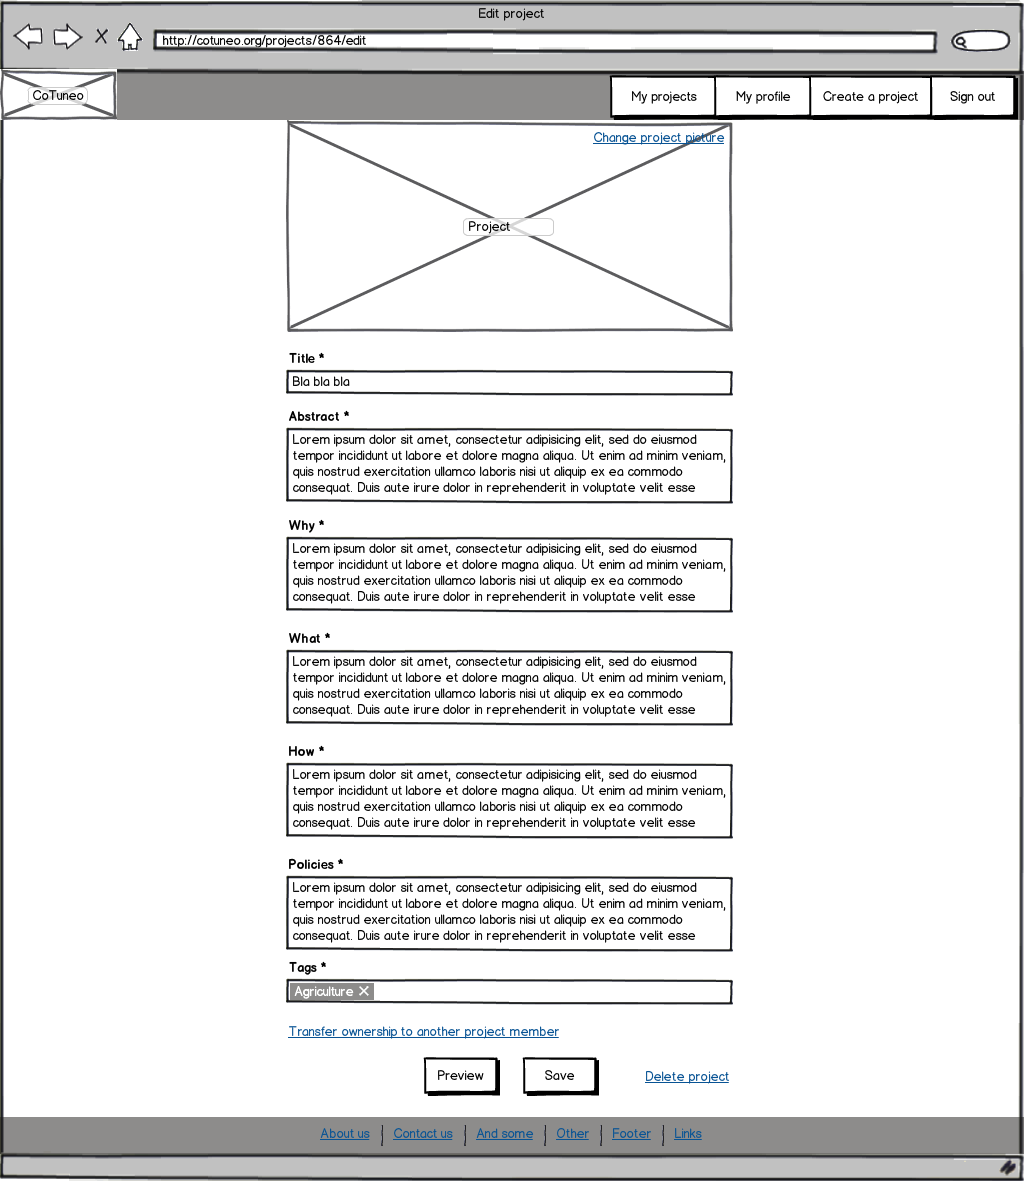 Edit project
http://cotuneo.org/projects/864/edit
CoTuneo
My projects
My profile
Create a project
Sign out
Change project picture
Project
Title *
Bla bla bla
Abstract *
Lorem ipsum dolor sit amet, consectetur adipisicing elit, sed do eiusmod
tempor incididunt ut labore et dolore magna aliqua. Ut enim ad minim veniam,
quis nostrud exercitation ullamco laboris nisi ut aliquip ex ea commodo
consequat. Duis aute irure dolor in reprehenderit in voluptate velit esse
Why *
Lorem ipsum dolor sit amet, consectetur adipisicing elit, sed do eiusmod
tempor incididunt ut labore et dolore magna aliqua. Ut enim ad minim veniam,
quis nostrud exercitation ullamco laboris nisi ut aliquip ex ea commodo
consequat. Duis aute irure dolor in reprehenderit in voluptate velit esse
What *
Lorem ipsum dolor sit amet, consectetur adipisicing elit, sed do eiusmod
tempor incididunt ut labore et dolore magna aliqua. Ut enim ad minim veniam,
quis nostrud exercitation ullamco laboris nisi ut aliquip ex ea commodo
consequat. Duis aute irure dolor in reprehenderit in voluptate velit esse
How *
Lorem ipsum dolor sit amet, consectetur adipisicing elit, sed do eiusmod
tempor incididunt ut labore et dolore magna aliqua. Ut enim ad minim veniam,
quis nostrud exercitation ullamco laboris nisi ut aliquip ex ea commodo
consequat. Duis aute irure dolor in reprehenderit in voluptate velit esse
Policies *
Lorem ipsum dolor sit amet, consectetur adipisicing elit, sed do eiusmod
tempor incididunt ut labore et dolore magna aliqua. Ut enim ad minim veniam,
quis nostrud exercitation ullamco laboris nisi ut aliquip ex ea commodo
consequat. Duis aute irure dolor in reprehenderit in voluptate velit esse
Tags *
Agriculture
Transfer ownership to another project member
Preview
Save
Delete project
About us
Contact us
And some
Other
Footer
Links